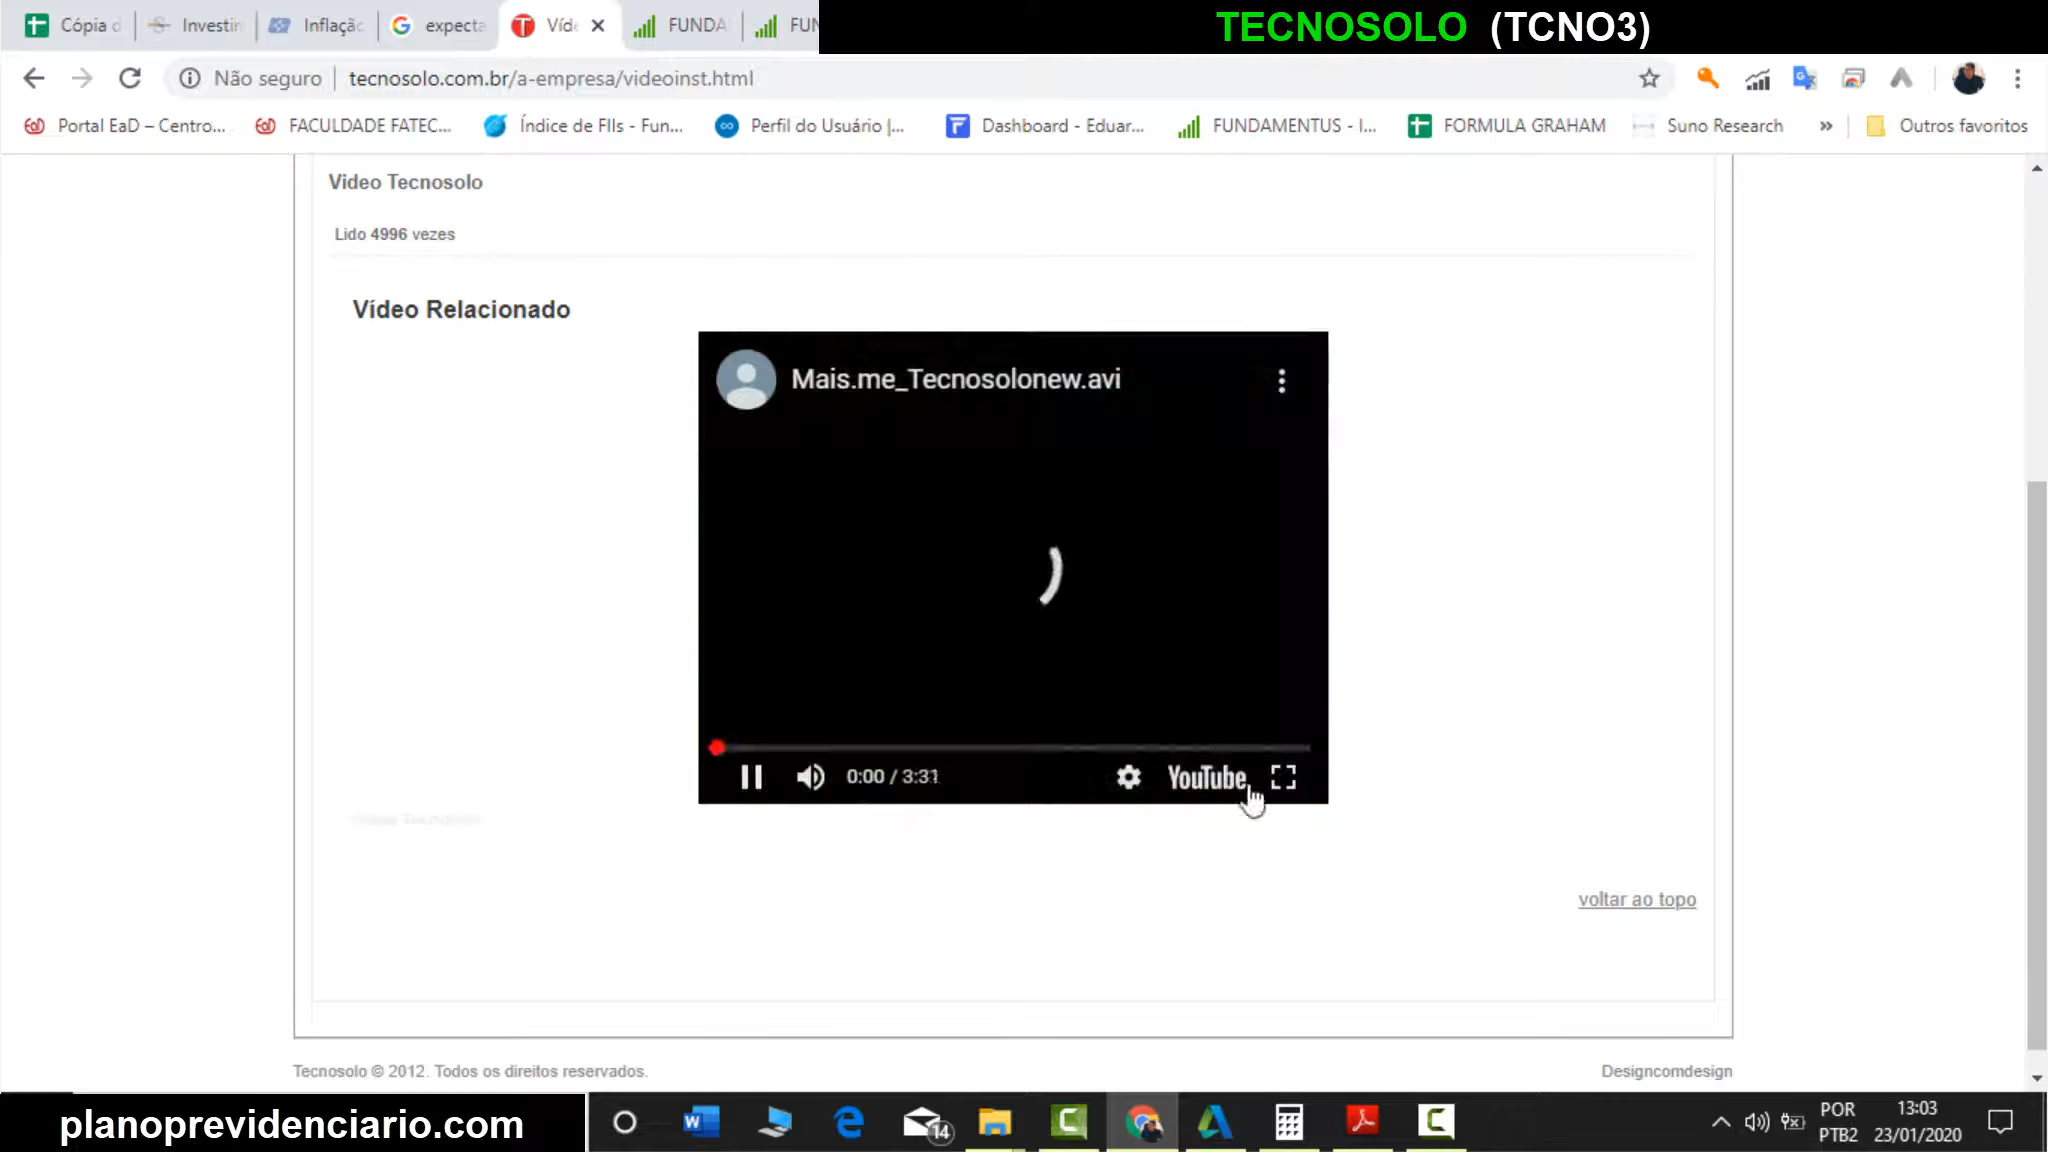 Cópia d
Investin
Inflaçã
expecta
Víde
FUNDA
FUN
TECNOSOLO (TCNO3)
Não seguro
tecnosolo.com.br/a-empresa/videoinst.html
Portal EaD – Centro...
FACULDADE FATEC...
Índice de FIIs - Fun...
Perfil do Usuário |...
Dashboard - Eduar...
FUNDAMENTUS - I...
FORMULA GRAHAM
Suno Research
»
Outros favoritos
Video Tecnosolo
Lido 4996 vezes
Vídeo Relacionado
Mais.me_Tecnosolonew.avi
0:00 / 3:31
YouTube
voltar ao topo
Tecnosolo © 2012. Todos os direitos reservados.
Designcomdesign
planoprevidenciario.com
14
POR
PTB2
13:03
23/01/2020